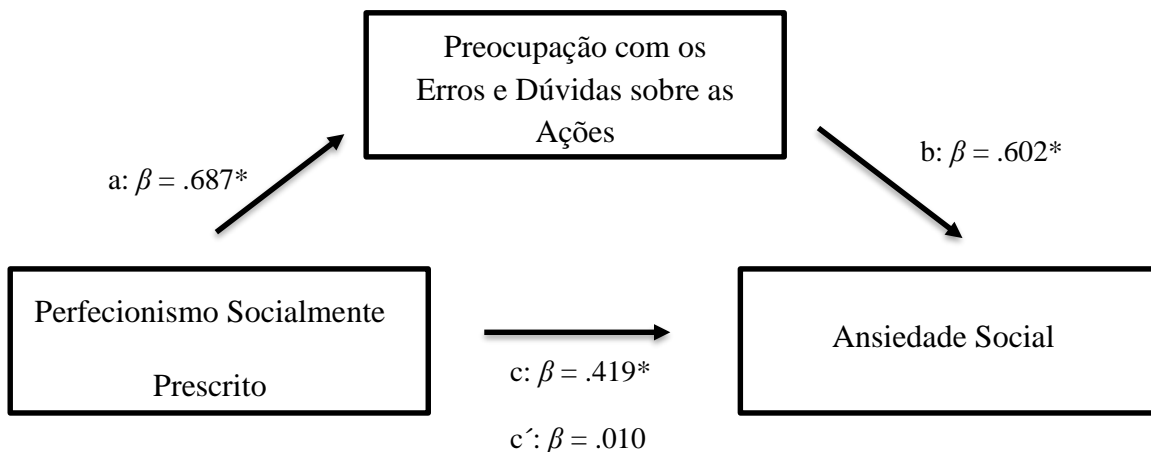 Preocupação com os
Erros e Dúvidas sobre as
Ações
a: β = .687*
b: β = .602*
Perfecionismo Socialmente
Prescrito
c: β = .419*
c´: β = .010
Ansiedade Social